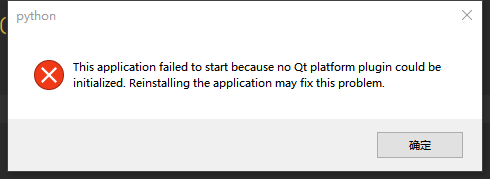 python
This application failed to start because no Qt platform plugin could be
initialized. Reinstalling the application may fix this problem.
确定